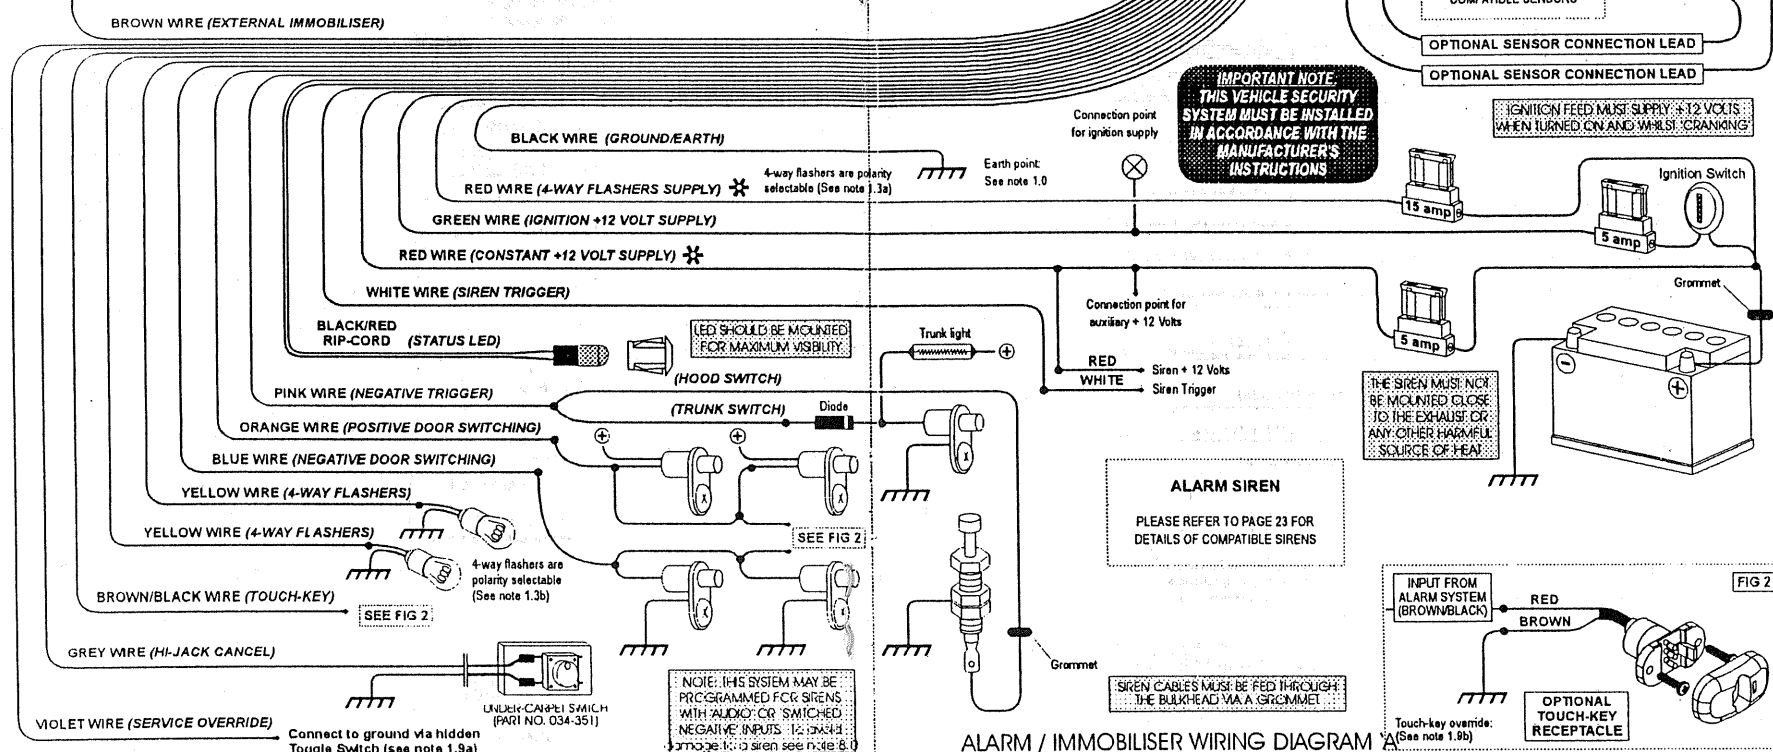 BROWN WIRE (EXTERNAL IMMOBILISER)
COMPATIBLE SENSORS
OPTIONAL SENSOR CONNECTION LEAD
OPTIONAL SENSOR CONNECTION LEAD
IMPORTANT NOTE.
THIS VEHICLE SECURITY
SYSTEM MUST BE INSTALLED
IN ACCORDANCE WITH THE
MANUFACTURER'S
INSTRUCTIONS
IGNITION FEED MUST SUPPLY +12 VOLTS
WHEN TURNED ON AND WHILST 'CRANKING'
Connection point
for ignition supply
BLACK WIRE (GROUND/EARTH)
Earth point:
See note 1.0
RED WIRE (4-WAY FLASHERS SUPPLY)
4-way flashers are polarity
selectable (See note 1.3a)
15 amp
Ignition Switch
GREEN WIRE (IGNITION +12 VOLT SUPPLY)
5 amp
RED WIRE (CONSTANT +12 VOLT SUPPLY)
Grommet
WHITE WIRE (SIREN TRIGGER)
Connection point for
auxiliary + 12 Volts
5 amp
BLACK/RED
RIP-CORD (STATUS LED)
LED SHOULD BE MOUNTED
FOR MAXIMUM VISIBILITY
Trunk light
+
RED
Siren + 12 Volts
WHITE
Siren Trigger
−
+
(HOOD SWITCH)
PINK WIRE (NEGATIVE TRIGGER)
(TRUNK SWITCH)
Diode
THE SIREN MUST NOT
BE MOUNTED CLOSE
TO THE EXHAUST OR
ANY OTHER HARMFUL
SOURCE OF HEAT
ORANGE WIRE (POSITIVE DOOR SWITCHING)
+
+
BLUE WIRE (NEGATIVE DOOR SWITCHING)
YELLOW WIRE (4-WAY FLASHERS)
ALARM SIREN
PLEASE REFER TO PAGE 23 FOR
DETAILS OF COMPATIBLE SIRENS
YELLOW WIRE (4-WAY FLASHERS)
SEE FIG 2
4-way flashers are
polarity selectable
(See note 1.3b)
BROWN/BLACK WIRE (TOUCH-KEY)
SEE FIG 2
INPUT FROM
ALARM SYSTEM
(BROWN/BLACK)
RED
BROWN
FIG 2
GREY WIRE (HI-JACK CANCEL)
UNDER-CARPET SWITCH
(PART NO. 034-351)
Grommet
NOTE: THIS SYSTEM MAY BE
PROGRAMMED FOR SIRENS
WITH 'AUDIO' OR 'SWITCHED
NEGATIVE' INPUTS. To avoid
damage to a siren see note 8.0
SIREN CABLES MUST BE FED THROUGH
THE BULKHEAD VIA A GROMMET
OPTIONAL
TOUCH-KEY
RECEPTACLE
Touch-key override:
(See note 1.9b)
VIOLET WIRE (SERVICE OVERRIDE)
Connect to ground via hidden
Toggle Switch (see note 1.9a)
ALARM / IMMOBILISER WIRING DIAGRAM 'A'